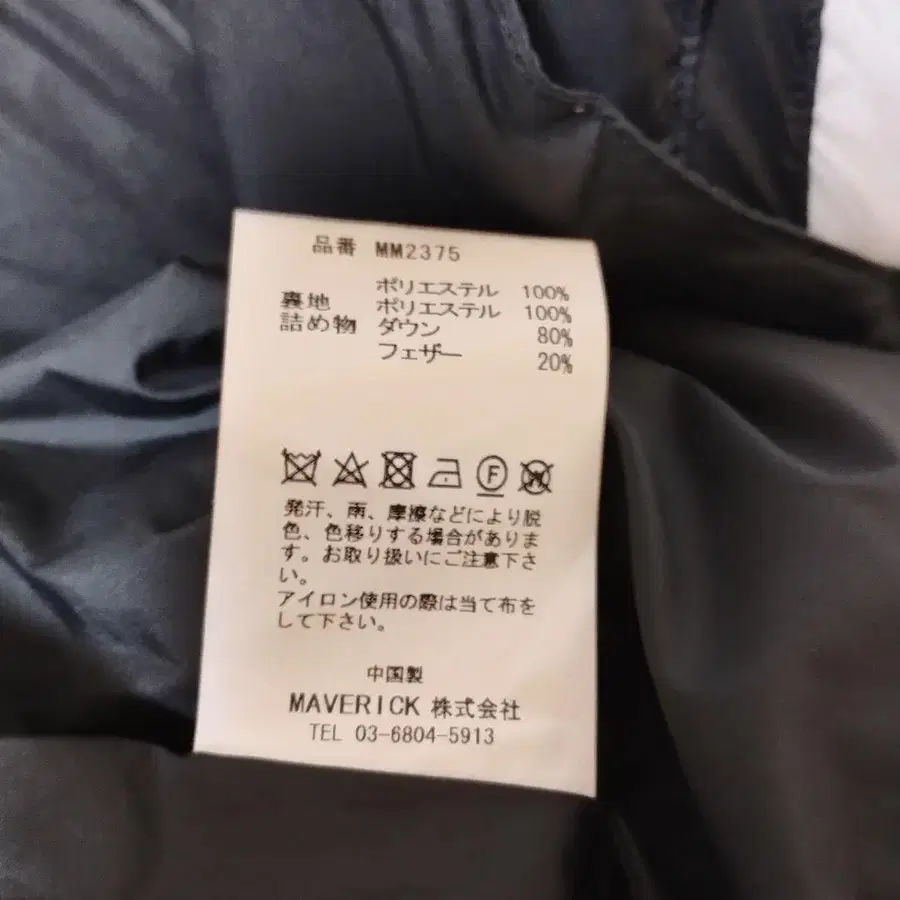 品番 MM2375
ポリエステル 100%
裏地 ポリエステル 100%
詰め物 ダウン 80%
フェザー 20%
F W
発汗、雨、摩擦などにより脱
色、色移りする場合がありま
す。お取り扱いにご注意下さ
い。
アイロン使用の際は当て布を
して下さい。
中国製
MAVERICK 株式会社
TEL 03-6804-5913